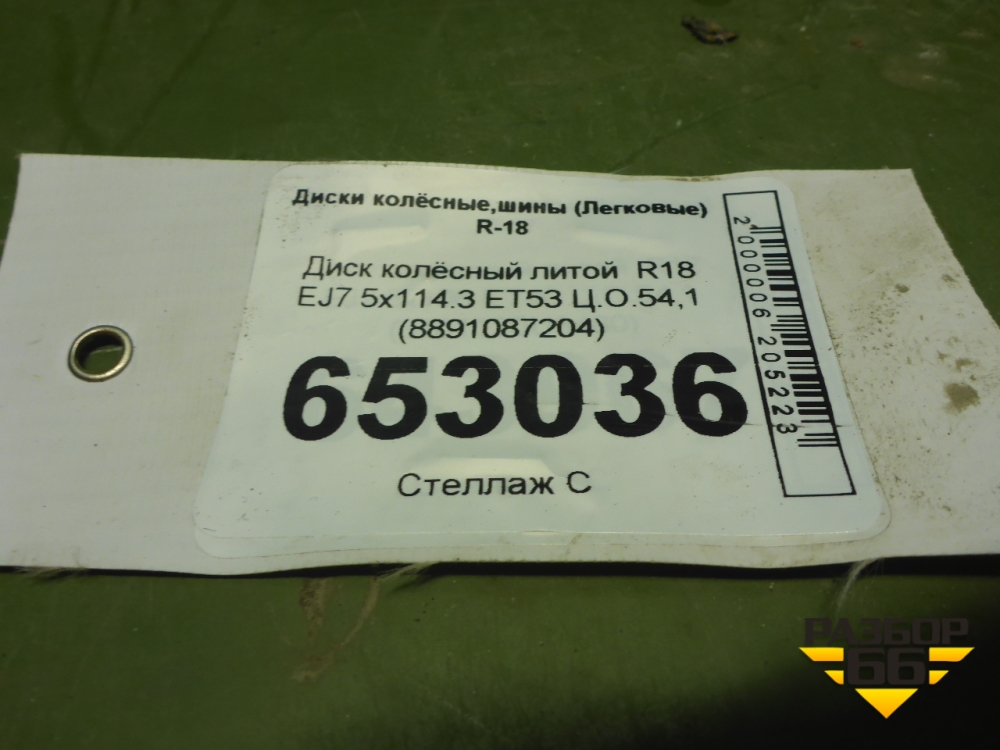 Диски колёсные,шины (Легковые)
R-18
Диск колёсный литой R18
EJ7 5x114.3 ET53 Ц.О.54,1
(8891087204)
653036
Стеллаж С
2000006205223
РАЗБОР
66